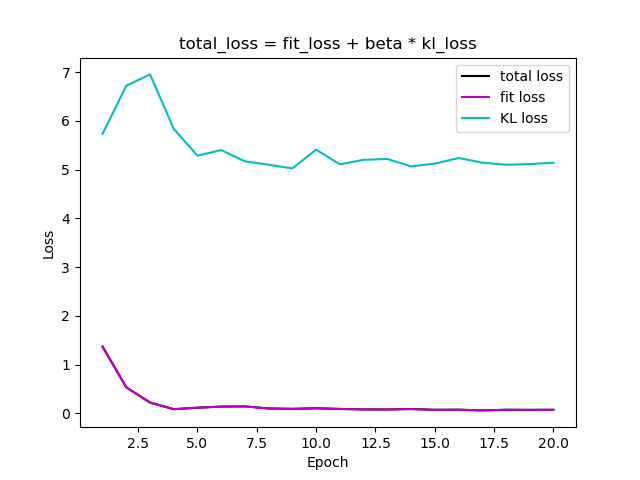 total_loss = fit_loss + beta * kl_loss
total loss
fit loss
KL loss
Loss
7
6
5
4
3
2
1
0
2.5 5.0 7.5 10.0 12.5 15.0 17.5 20.0
Epoch